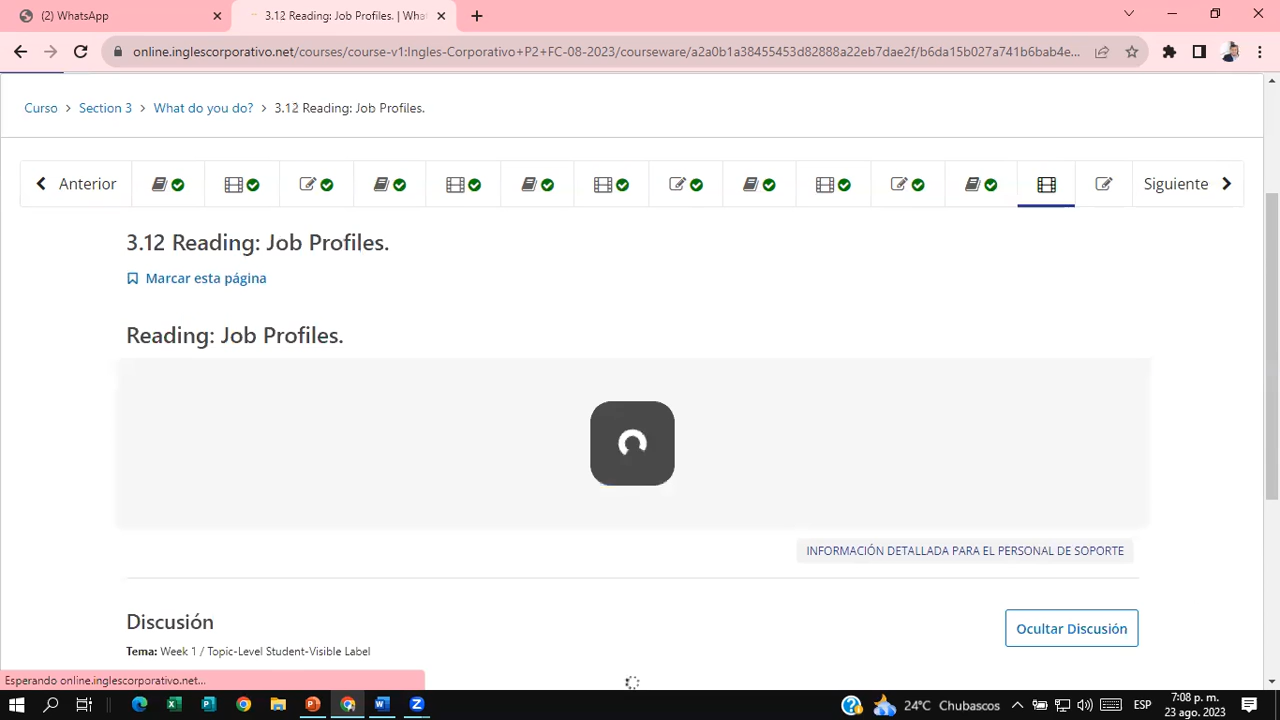 (2) WhatsApp
3.12 Reading: Job Profiles. | Wha
online.inglescorporativo.net/courses/course-v1:Ingles-Corporativo+P2+FC-08-2023/courseware/a2a0b1a38455453d82888a22eb7dae2f/b6da15b027a741b6bab4e...
Curso > Section 3 > What do you do? > 3.12 Reading: Job Profiles.
Anterior
Siguiente
3.12 Reading: Job Profiles.
Marcar esta página
Reading: Job Profiles.
INFORMACIÓN DETALLADA PARA EL PERSONAL DE SOPORTE
Discusión
Ocultar Discusión
Tema: Week 1 / Topic-Level Student-Visible Label
Esperando online.inglescorporativo.net...
24°C Chubascos
ESP
7:08 p. m.
23 ago. 2023